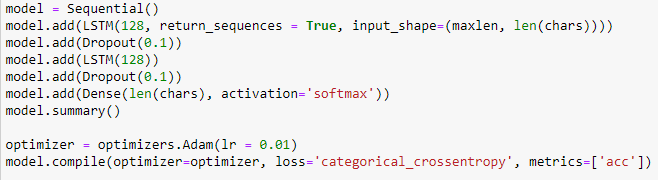 model = Sequential()
model.add(LSTM(128, return_sequences = True, input_shape=(maxlen, len(chars))))
model.add(Dropout(0.1))
model.add(LSTM(128))
model.add(Dropout(0.1))
model.add(Dense(len(chars), activation='softmax'))
model.summary()
optimizer = optimizers.Adam(lr = 0.01)
model.compile(optimizer=optimizer, loss='categorical_crossentropy', metrics=['acc'])